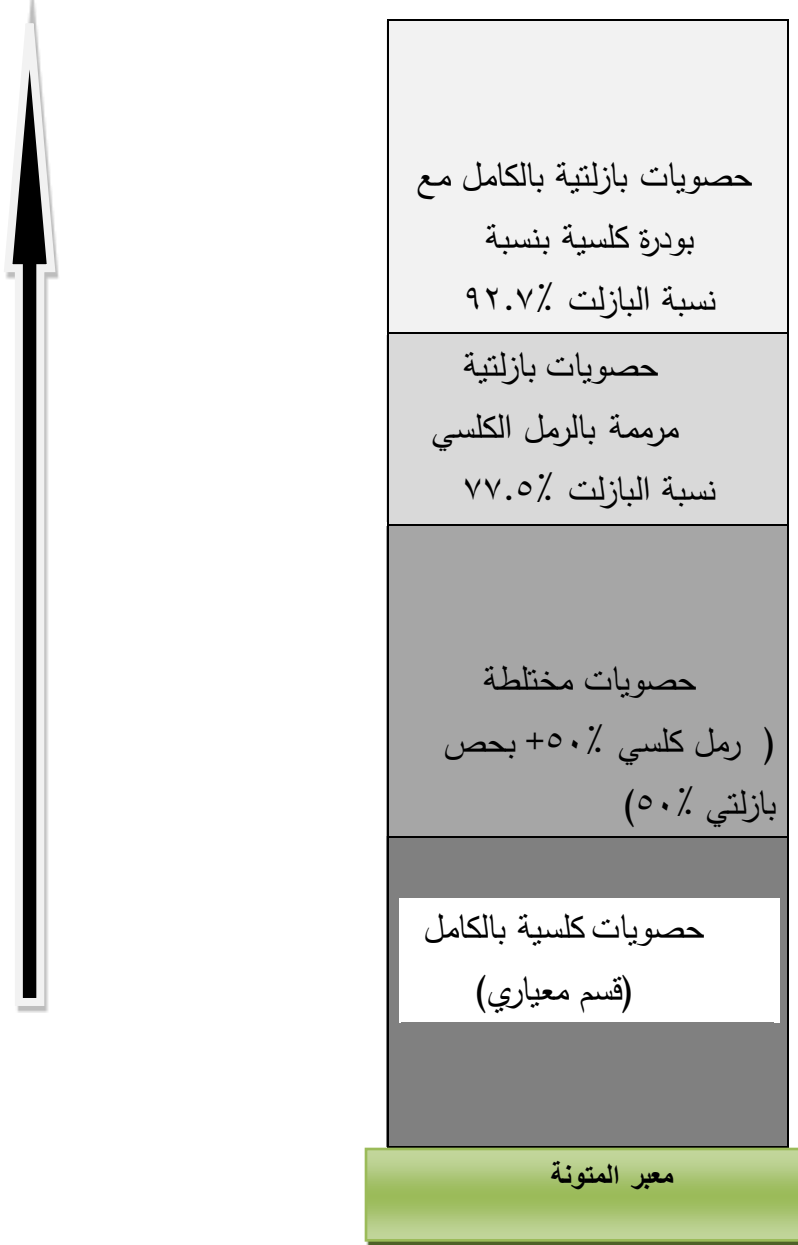 حصويات بازلتية بالكامل مع
بودرة كلسية بنسبة
نسبة البازلت ٩٢.٧٪
حصويات بازلتية
مرممة بالرمل الكلسي
نسبة البازلت ٧٧.٥٪
حصويات مختلطة
( رمل كلسي ٥٠٪+ بحص
بازلتي ٥٠٪)
حصويات كلسية بالكامل
(قسم معياري)
معبر المتونة